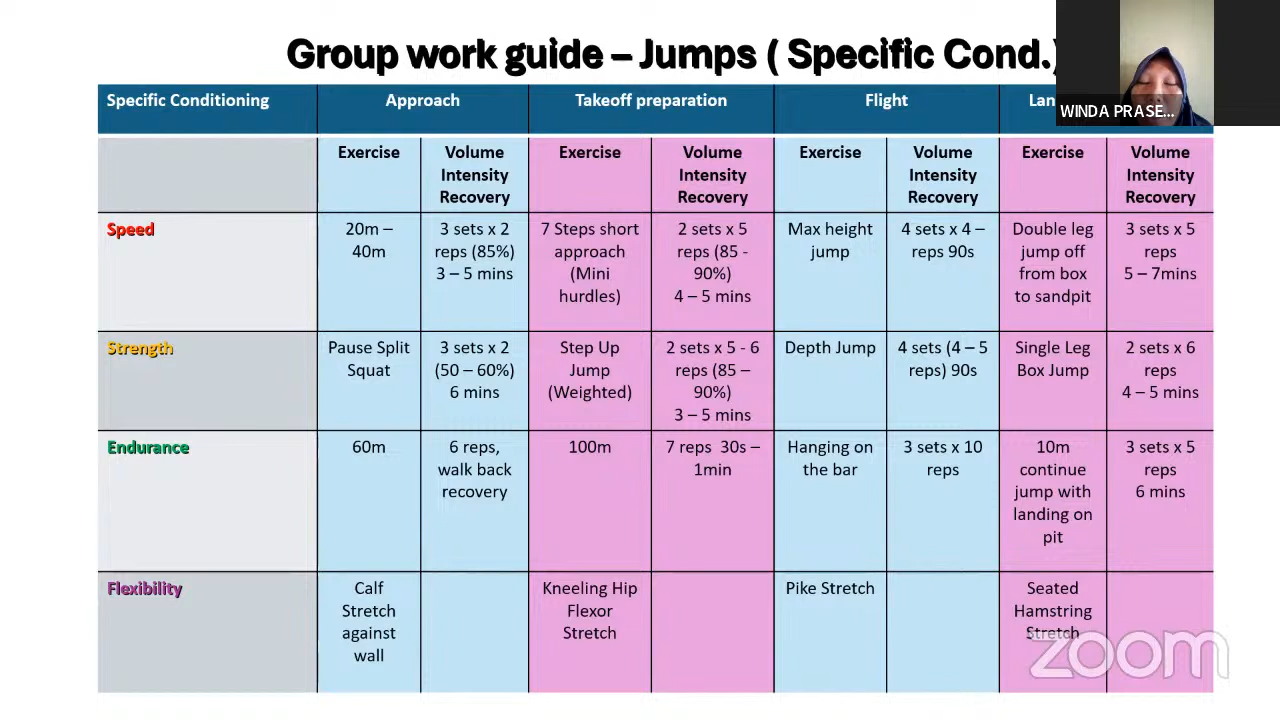 Group work guide – Jumps ( Specific Cond.)
WINDA PRASE...
Specific Conditioning
Approach
Takeoff preparation
Flight
Lan
Exercise
Volume
Intensity
Recovery
Exercise
Volume
Intensity
Recovery
Exercise
Volume
Intensity
Recovery
Exercise
Volume
Intensity
Recovery
Speed
20m –
40m
3 sets x 2
reps (85%)
3 – 5 mins
7 Steps short
approach
(Mini
hurdles)
2 sets x 5
reps (85 -
90%)
4 – 5 mins
Max height
jump
4 sets x 4 –
reps 90s
Double leg
jump off
from box
to sandpit
3 sets x 5
reps
5 – 7mins
Strength
Pause Split
Squat
3 sets x 2
(50 – 60%)
6 mins
Step Up
Jump
(Weighted)
2 sets x 5 - 6
reps (85 –
90%)
3 – 5 mins
Depth Jump
4 sets (4 – 5
reps) 90s
Single Leg
Box Jump
2 sets x 6
reps
4 – 5 mins
Endurance
60m
6 reps,
walk back
recovery
100m
7 reps 30s –
1min
Hanging on
the bar
3 sets x 10
reps
10m
continue
jump with
landing on
pit
3 sets x 5
reps
6 mins
Flexibility
Calf
Stretch
against
wall
Kneeling Hip
Flexor
Stretch
Pike Stretch
Seated
Hamstring
Stretch
zoom